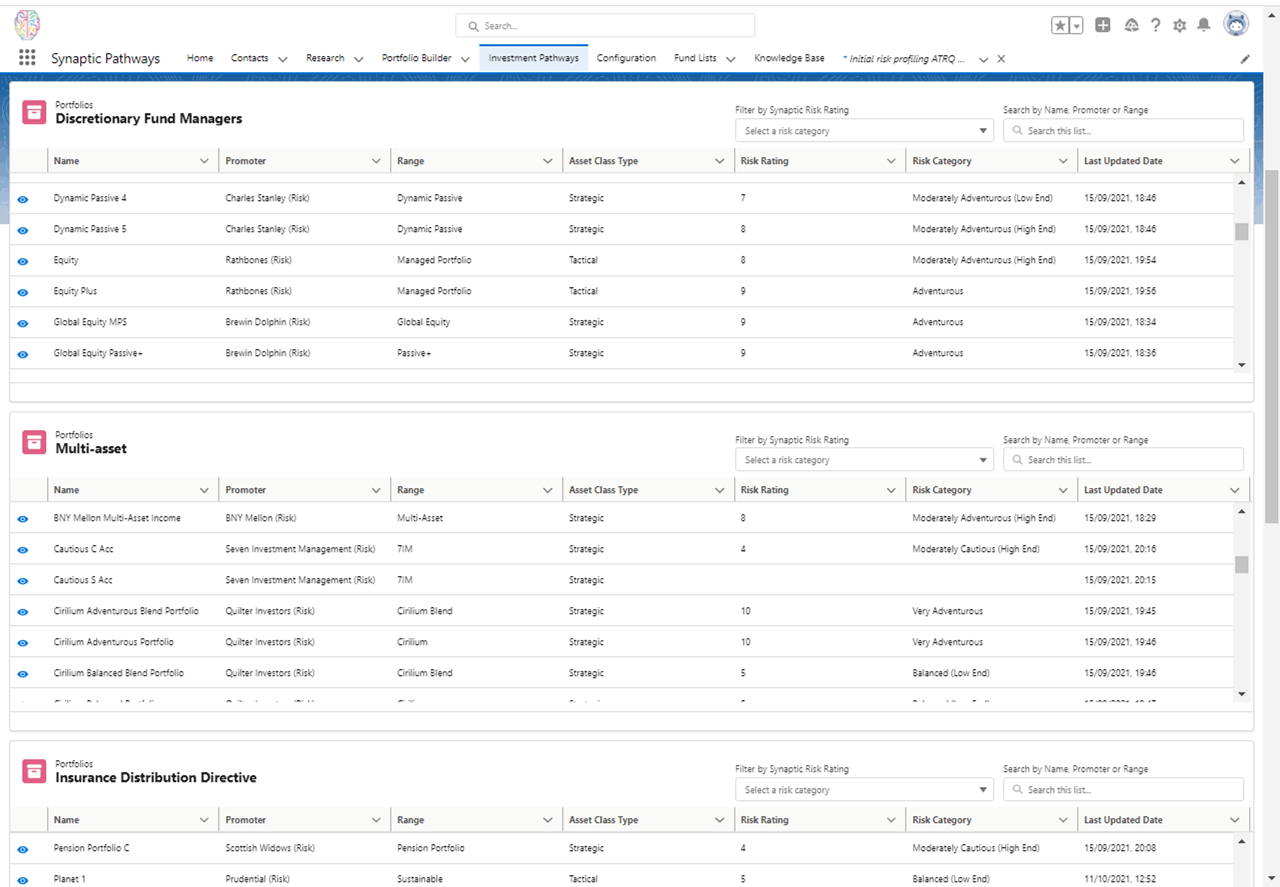 Search...
Synaptic Pathways Home Contacts Research Portfolio Builder Investment Pathways Configuration Fund Lists Knowledge Base * Initial risk profiling ATRQ ...
Portfolios
Discretionary Fund Managers
Filter by Synaptic Risk Rating Search by Name, Promoter or Range
Select a risk category Search this list...
Name Promoter Range Asset Class Type Risk Rating Risk Category Last Updated Date
Dynamic Passive 4 Charles Stanley (Risk) Dynamic Passive Strategic 7 Moderately Adventurous (Low End) 15/09/2021, 18:46
Dynamic Passive 5 Charles Stanley (Risk) Dynamic Passive Strategic 8 Moderately Adventurous (High End) 15/09/2021, 18:46
Equity Rathbones (Risk) Managed Portfolio Tactical 8 Moderately Adventurous (High End) 15/09/2021, 19:54
Equity Plus Rathbones (Risk) Managed Portfolio Tactical 9 Adventurous 15/09/2021, 19:56
Global Equity MPS Brewin Dolphin (Risk) Global Equity Strategic 9 Adventurous 15/09/2021, 18:34
Global Equity Passive+ Brewin Dolphin (Risk) Passive+ Strategic 9 Adventurous 15/09/2021, 18:36
Portfolios
Multi-asset
Filter by Synaptic Risk Rating Search by Name, Promoter or Range
Select a risk category Search this list...
Name Promoter Range Asset Class Type Risk Rating Risk Category Last Updated Date
BNY Mellon Multi-Asset Income BNY Mellon (Risk) Multi-Asset Strategic 8 Moderately Adventurous (High End) 15/09/2021, 18:29
Cautious C Acc Seven Investment Management (Risk) 7IM Strategic 4 Moderately Cautious (High End) 15/09/2021, 20:16
Cautious S Acc Seven Investment Management (Risk) 7IM Strategic 15/09/2021, 20:15
Cirilium Adventurous Blend Portfolio Quilter Investors (Risk) Cirilium Blend Strategic 10 Very Adventurous 15/09/2021, 19:45
Cirilium Adventurous Portfolio Quilter Investors (Risk) Cirilium Strategic 10 Very Adventurous 15/09/2021, 19:46
Cirilium Balanced Blend Portfolio Quilter Investors (Risk) Cirilium Blend Strategic 5 Balanced (Low End) 15/09/2021, 19:46
Portfolios
Insurance Distribution Directive
Filter by Synaptic Risk Rating Search by Name, Promoter or Range
Select a risk category Search this list...
Name Promoter Range Asset Class Type Risk Rating Risk Category Last Updated Date
Pension Portfolio C Scottish Widows (Risk) Pension Portfolio Strategic 4 Moderately Cautious (High End) 15/09/2021, 20:08
Planet 1 Prudential (Risk) Sustainable Tactical 5 Balanced (Low End) 11/10/2021, 12:52